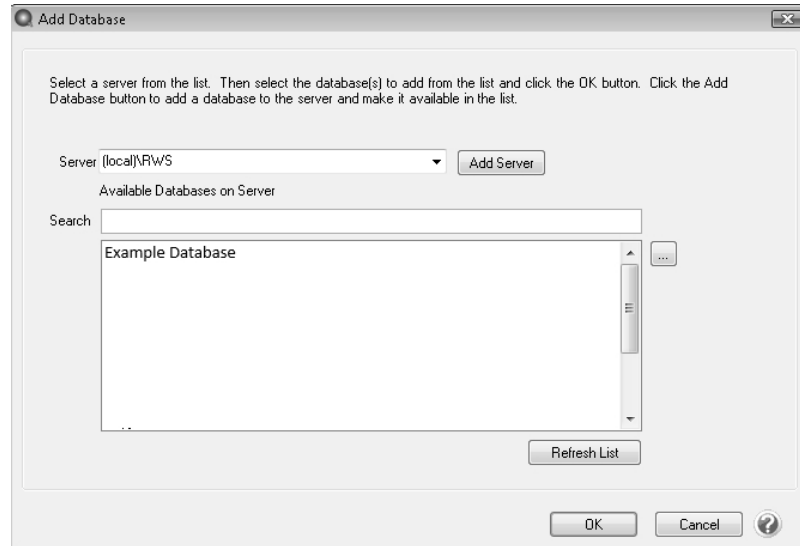 Add Database
Select a server from the list. Then select the database(s) to add from the list and click the OK button. Click the Add
Database button to add a database to the server and make it available in the list.
Server (local)\RWS Add Server
Available Databases on Server
Search
Example Database
...
Refresh List
OK Cancel ?